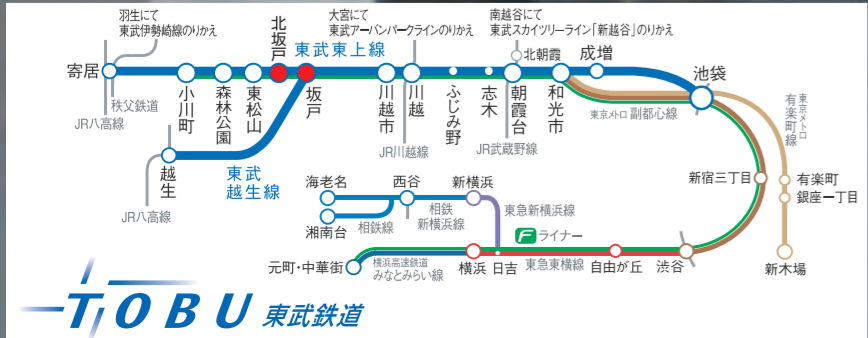 羽生にて
東武伊勢崎線のりかえ
北坂戸
東武東上線
大宮にて
東武アーバンパークラインのりかえ
南越谷にて
東武スカイツリーライン「新越谷」のりかえ
北朝霞
成増
池袋
寄居
秩父鉄道
JR八高線
小川町
森林公園
東松山
坂戸
川越市
川越
JR川越線
ふじみ野
志木
朝霞台
JR武蔵野線
和光市
東京メトロ 副都心線
東京メトロ
有楽町線
越生
東武
越生線
JR八高線
新宿三丁目
有楽町
銀座一丁目
海老名
西谷
新横浜
湘南台
相鉄線
相鉄
新横浜線
東急新横浜線
F ライナー
元町・中華街
横浜高速鉄道
みなとみらい線
横浜
日吉
東急東横線
自由が丘
渋谷
新木場
TOBU 東武鉄道